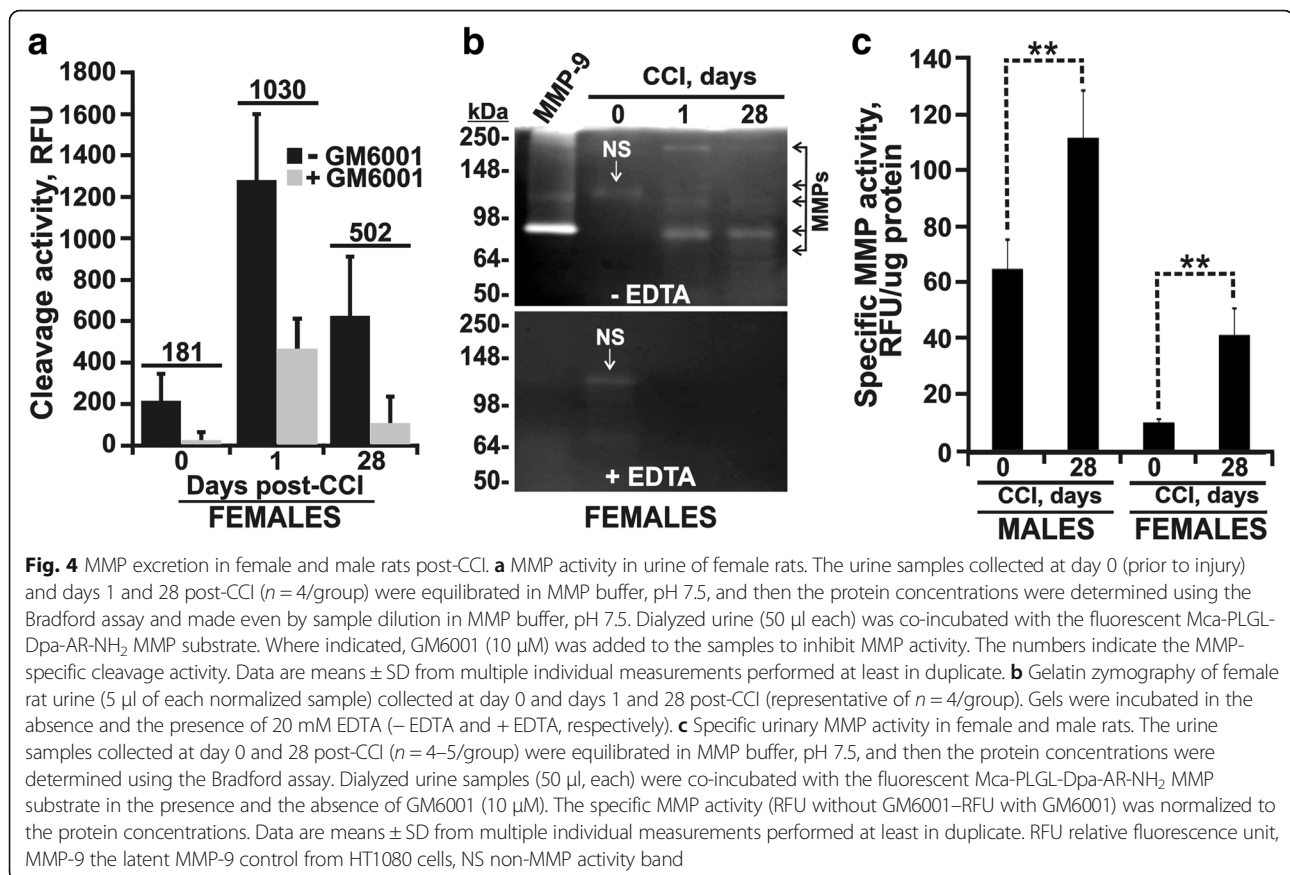 a
1800
1600
1400
1200
1000
800
600
400
200
0
Cleavage activity, RFU
1030
- GM6001
+ GM6001
181
502
0 1 28
Days post-CCI
FEMALES
b
MMP-9
CCI, days
0 1 28
kDa
250-
148-
98-
64-
50-
NS
MMPs
- EDTA
250-
148-
98-
64-
50-
NS
+ EDTA
FEMALES
c
140
120
100
80
60
40
20
0
Specific MMP activity,
RFU/ug protein
**
**
0 28 0 28
CCI, days CCI, days
MALES FEMALES
Fig. 4 MMP excretion in female and male rats post-CCI. a MMP activity in urine of female rats. The urine samples collected at day 0 (prior to injury)
and days 1 and 28 post-CCI (n = 4/group) were equilibrated in MMP buffer, pH 7.5, and then the protein concentrations were determined using the
Bradford assay and made even by sample dilution in MMP buffer, pH 7.5. Dialyzed urine (50 μl each) was co-incubated with the fluorescent Mca-PLGL-
Dpa-AR-NH₂ MMP substrate. Where indicated, GM6001 (10 μM) was added to the samples to inhibit MMP activity. The numbers indicate the MMP-
specific cleavage activity. Data are means ± SD from multiple individual measurements performed at least in duplicate. b Gelatin zymography of female
rat urine (5 μl of each normalized sample) collected at day 0 and days 1 and 28 post-CCI (representative of n = 4/group). Gels were incubated in the
absence and the presence of 20 mM EDTA (− EDTA and + EDTA, respectively). c Specific urinary MMP activity in female and male rats. The urine
samples collected at day 0 and 28 post-CCI (n = 4–5/group) were equilibrated in MMP buffer, pH 7.5, and then the protein concentrations were
determined using the Bradford assay. Dialyzed urine samples (50 μl, each) were co-incubated with the fluorescent Mca-PLGL-Dpa-AR-NH₂ MMP
substrate in the presence and the absence of GM6001 (10 μM). The specific MMP activity (RFU without GM6001–RFU with GM6001) was normalized to
the protein concentrations. Data are means ± SD from multiple individual measurements performed at least in duplicate. RFU relative fluorescence unit,
MMP-9 the latent MMP-9 control from HT1080 cells, NS non-MMP activity band